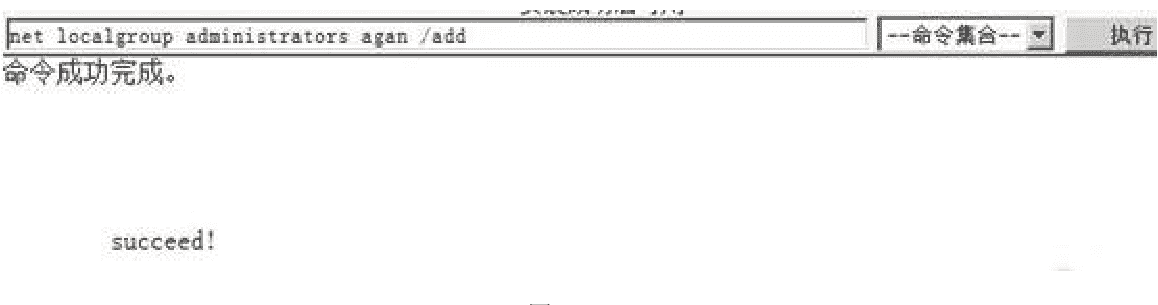 net localgroup administrators agan /add
--命令集合--
执行
命令成功完成。
succeed!